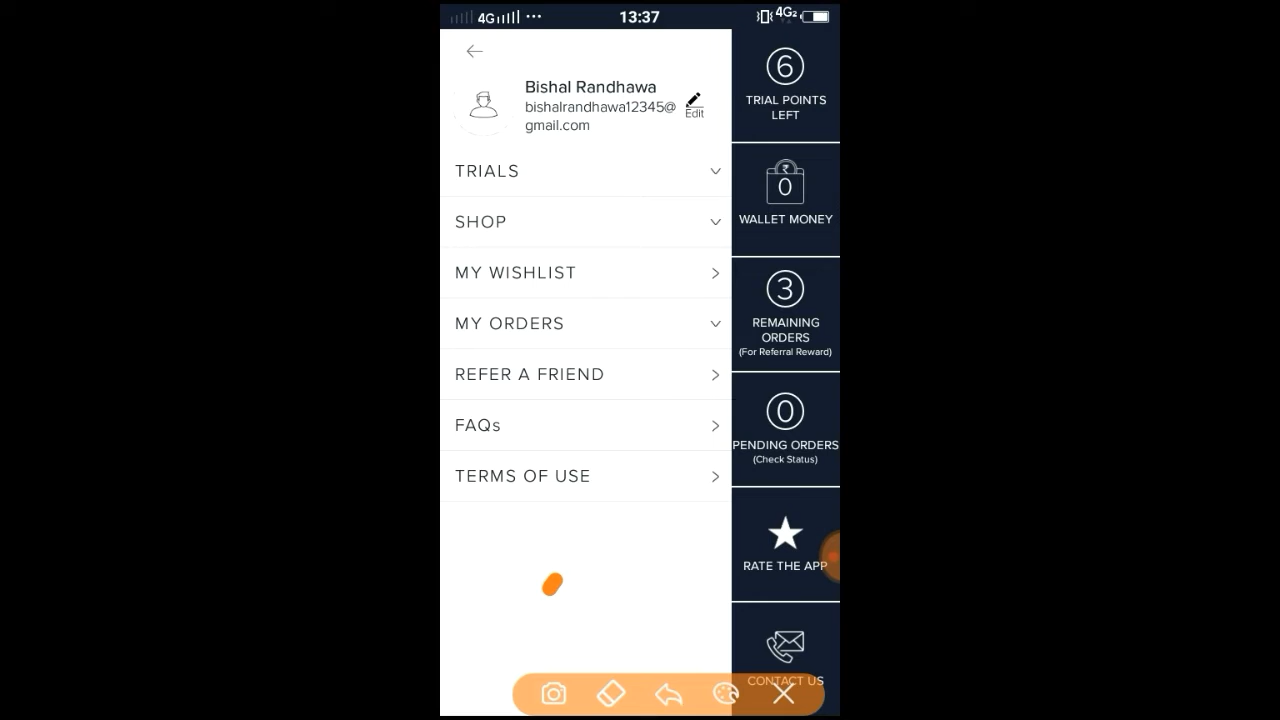 4G 13:37 4G2
Bishal Randhawa
bishalrandhawa12345@
gmail.com
Edit
TRIALS
SHOP
MY WISHLIST
MY ORDERS
REFER A FRIEND
FAQs
TERMS OF USE
6
TRIAL POINTS
LEFT
₹
0
WALLET MONEY
3
REMAINING
ORDERS
(For Referral Reward)
0
PENDING ORDERS
(Check Status)
RATE THE APP
CONTACT US